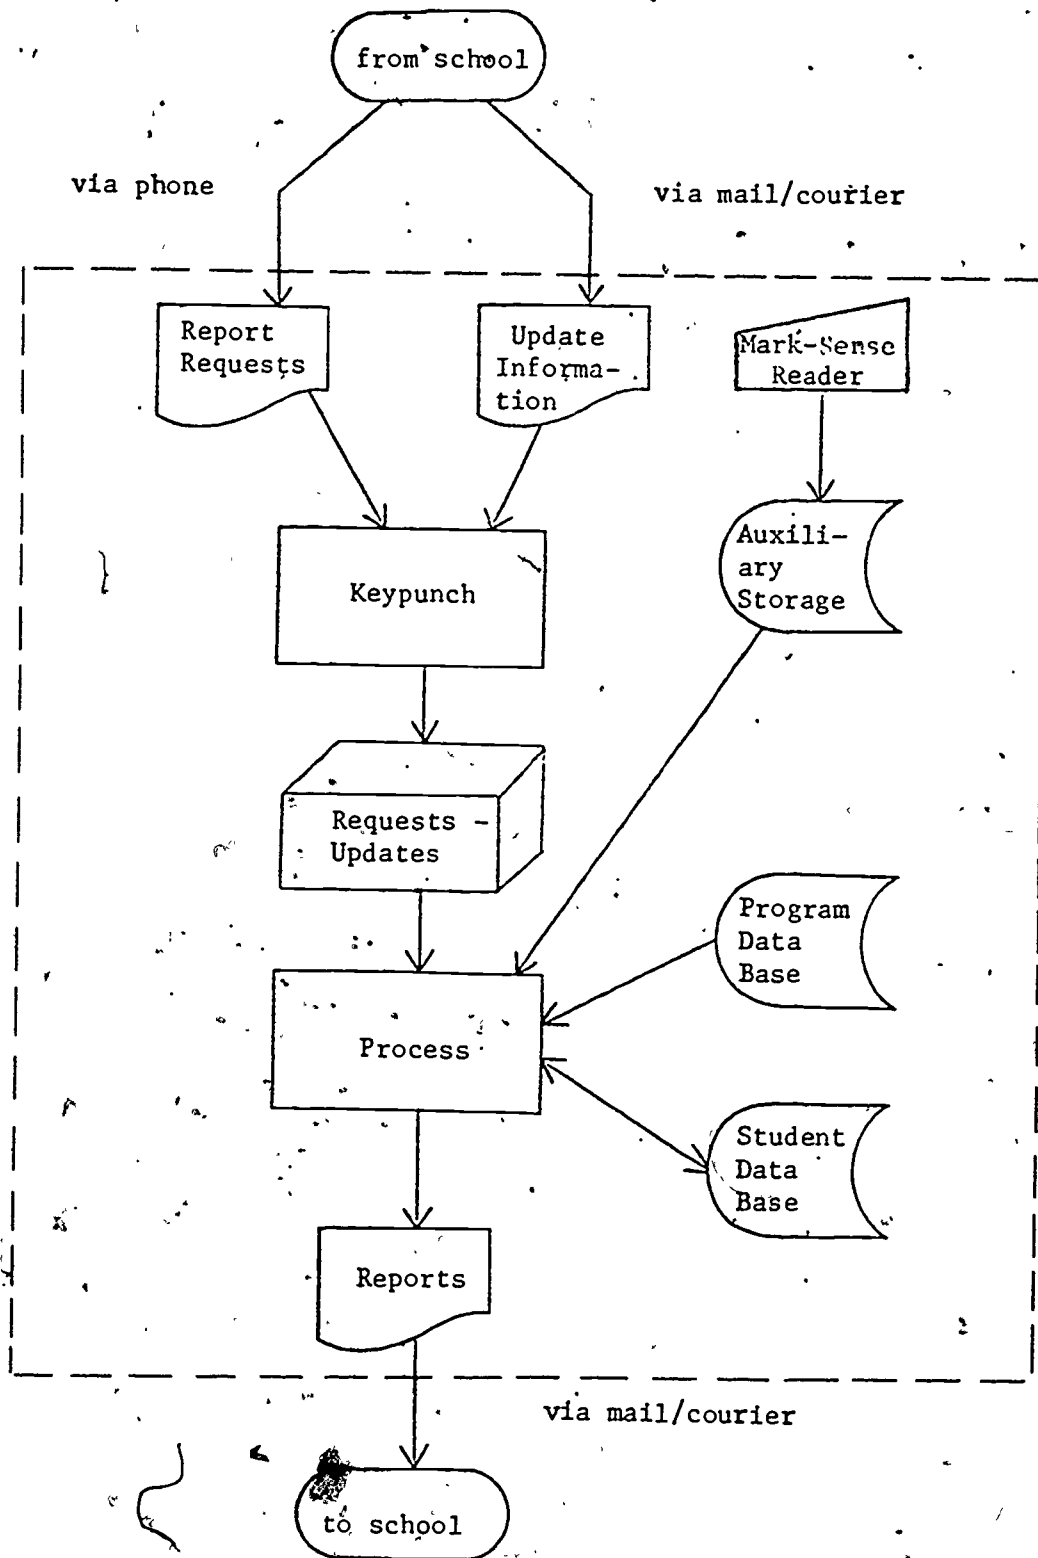 from school
via phone
via mail/courier
Report
Requests
Update
Informa-
tion
Mark-Sense
Reader
Keypunch
Auxili-
ary
Storage
Requests -
Updates
Program
Data
Base
Process
Student
Data
Base
Reports
via mail/courier
to school